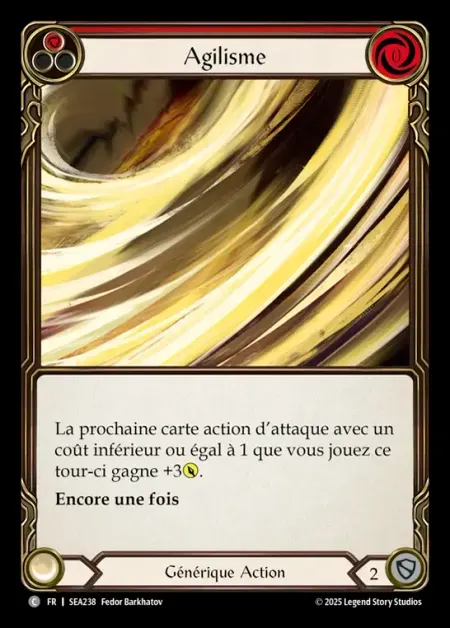 Agilisme
0
La prochaine carte action d'attaque avec un
coût inférieur ou égal à 1 que vous jouez ce
tour-ci gagne +3.
Encore une fois
Générique Action
2
C FR | SEA238 Fedor Barkhatov
© 2025 Legend Story Studios